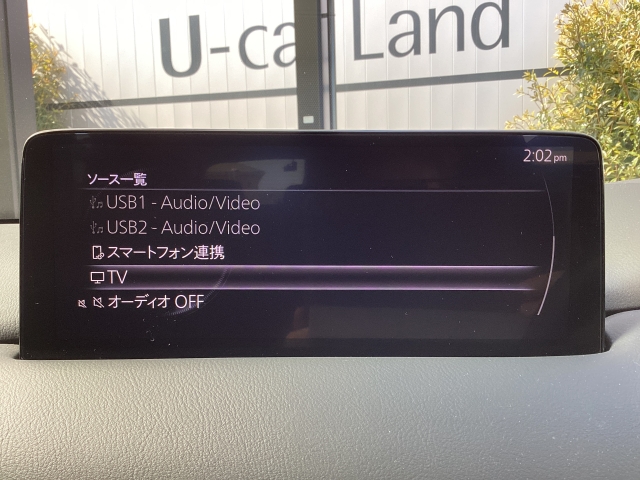 U-ca Land
2:02pm
ソース一覧
USB1 - Audio/Video
USB2 - Audio/Video
スマートフォン連携
TV
オーディオ OFF